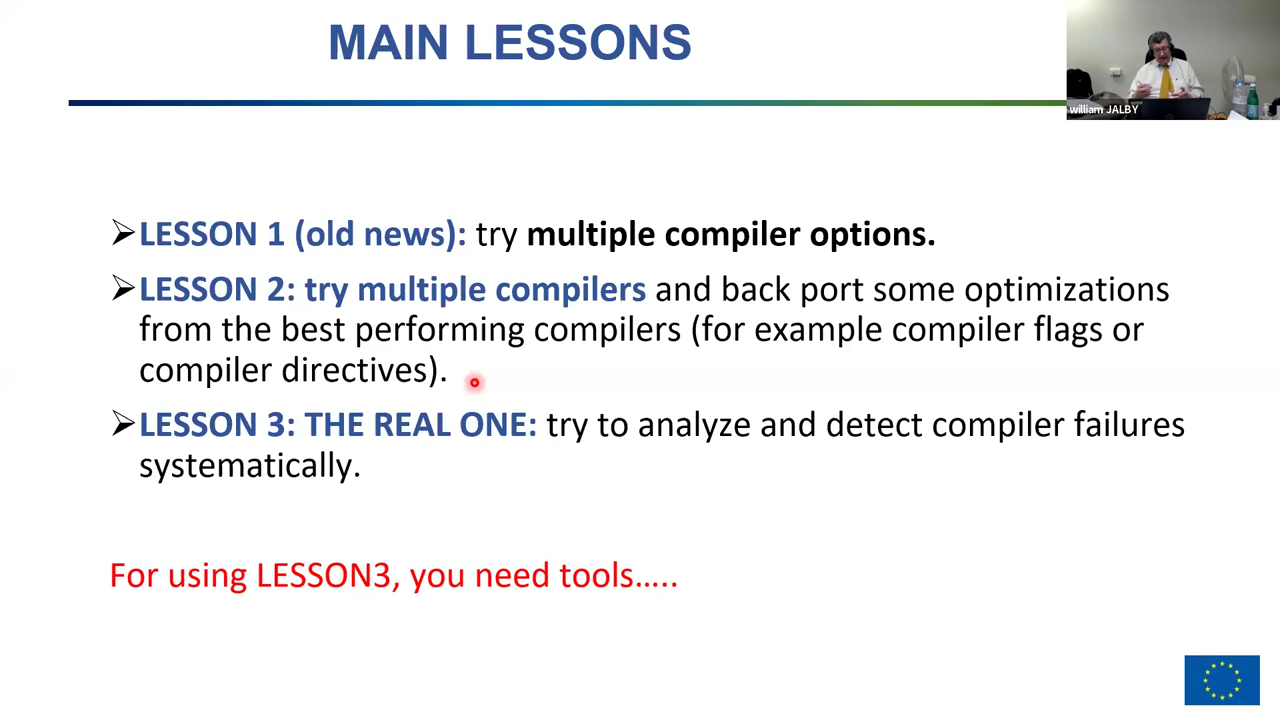 MAIN LESSONS
william JALBY
➢LESSON 1 (old news): try multiple compiler options.
➢LESSON 2: try multiple compilers and back port some optimizations
from the best performing compilers (for example compiler flags or
compiler directives).
➢LESSON 3: THE REAL ONE: try to analyze and detect compiler failures
systematically.
For using LESSON3, you need tools…..